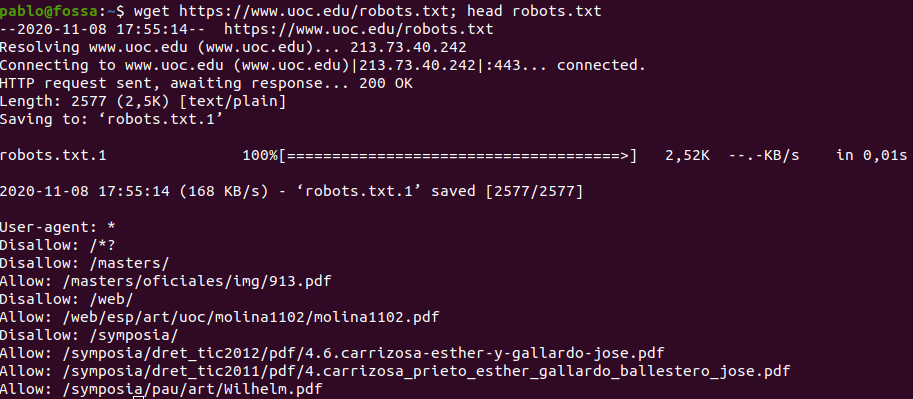 pablo@fossa:~$ wget https://www.uoc.edu/robots.txt; head robots.txt
--2020-11-08 17:55:14--  https://www.uoc.edu/robots.txt
Resolving www.uoc.edu (www.uoc.edu)... 213.73.40.242
Connecting to www.uoc.edu (www.uoc.edu)|213.73.40.242|:443... connected.
HTTP request sent, awaiting response... 200 OK
Length: 2577 (2,5K) [text/plain]
Saving to: ‘robots.txt.1’
robots.txt.1          100%[=====================================>]   2,52K  --.-KB/s    in 0,01s
2020-11-08 17:55:14 (168 KB/s) - ‘robots.txt.1’ saved [2577/2577]
User-agent: *
Disallow: /*?
Disallow: /masters/
Allow: /masters/oficiales/img/913.pdf
Disallow: /web/
Allow: /web/esp/art/uoc/molina1102/molina1102.pdf
Disallow: /symposia/
Allow: /symposia/dret_tic2012/pdf/4.6.carrizosa-esther-y-gallardo-jose.pdf
Allow: /symposia/dret_tic2011/pdf/4.carrizosa_prieto_esther_gallardo_ballestero_jose.pdf
Allow: /symposia/pau/art/Wilhelm.pdf